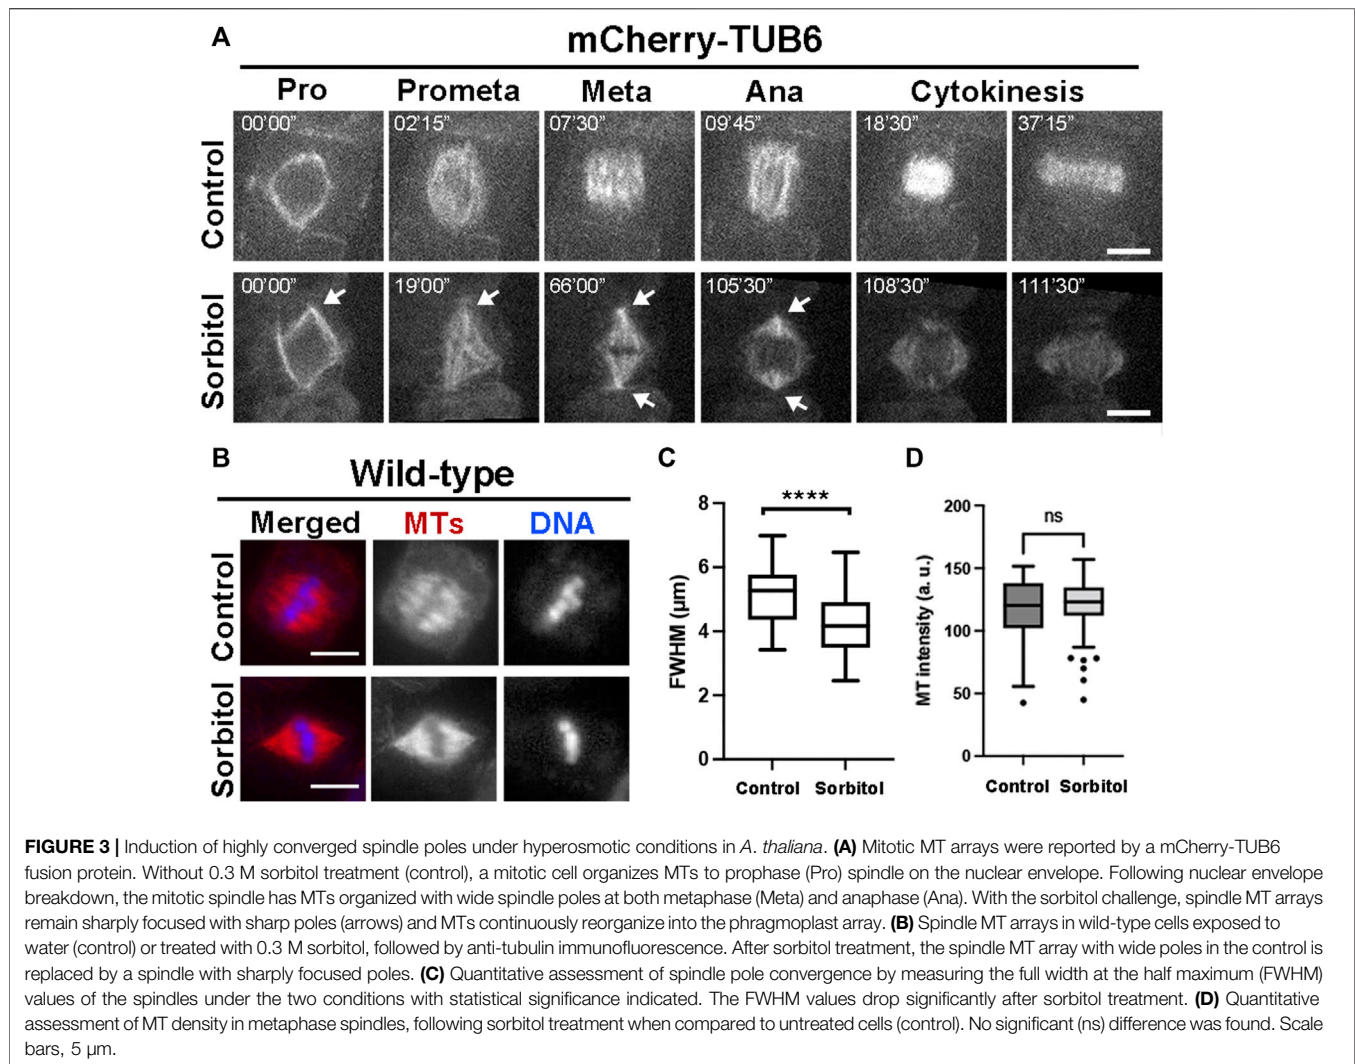 A
mCherry-TUB6
Pro Prometa Meta Ana Cytokinesis
Control
00'00” 02'15” 07'30” 09'45” 18'30” 37'15”
Sorbitol
00'00” 19'00” 66'00” 105'30” 108'30” 111'30”
B
Wild-type
Merged MTs DNA
Control
Sorbitol
C
****
FWHM (µm)
8
6
4
2
0
Control Sorbitol
D
ns
MT intensity (a. u.)
200
150
100
50
0
Control Sorbitol
FIGURE 3 | Induction of highly converged spindle poles under hyperosmotic conditions in A. thaliana. (A) Mitotic MT arrays were reported by a mCherry-TUB6
fusion protein. Without 0.3 M sorbitol treatment (control), a mitotic cell organizes MTs to prophase (Pro) spindle on the nuclear envelope. Following nuclear envelope
breakdown, the mitotic spindle has MTs organized with wide spindle poles at both metaphase (Meta) and anaphase (Ana). With the sorbitol challenge, spindle MT arrays
remain sharply focused with sharp poles (arrows) and MTs continuously reorganize into the phragmoplast array. (B) Spindle MT arrays in wild-type cells exposed to
water (control) or treated with 0.3 M sorbitol, followed by anti-tubulin immunofluorescence. After sorbitol treatment, the spindle MT array with wide poles in the control is
replaced by a spindle with sharply focused poles. (C) Quantitative assessment of spindle pole convergence by measuring the full width at the half maximum (FWHM)
values of the spindles under the two conditions with statistical significance indicated. The FWHM values drop significantly after sorbitol treatment. (D) Quantitative
assessment of MT density in metaphase spindles, following sorbitol treatment when compared to untreated cells (control). No significant (ns) difference was found. Scale
bars, 5 µm.